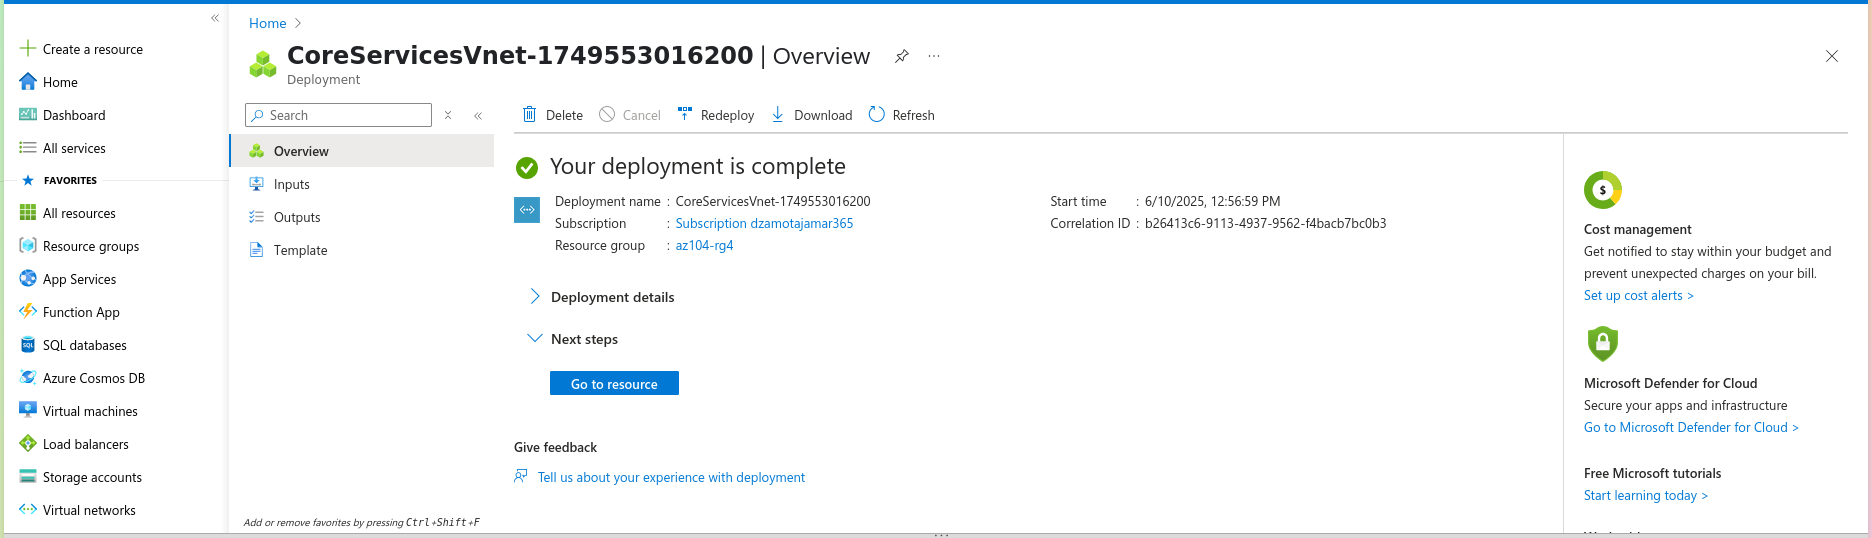 Create a resource
Home
Dashboard
All services
FAVORITES
All resources
Resource groups
App Services
Function App
SQL databases
Azure Cosmos DB
Virtual machines
Load balancers
Storage accounts
Virtual networks
Home
CoreServicesVnet-1749553016200 | Overview
Deployment
Search
Overview
Inputs
Outputs
Template
Add or remove favorites by pressing Ctrl+Shift+F
Delete Cancel Redeploy Download Refresh
Your deployment is complete
Deployment name : CoreServicesVnet-1749553016200
Subscription : Subscription dzamotajamar365
Resource group : az104-rg4
Start time : 6/10/2025, 12:56:59 PM
Correlation ID : b26413c6-9113-4937-9562-f4bacb7bc0b3
Deployment details
Next steps
Go to resource
Give feedback
Tell us about your experience with deployment
Cost management
Get notified to stay within your budget and
prevent unexpected charges on your bill.
Set up cost alerts >
Microsoft Defender for Cloud
Secure your apps and infrastructure
Go to Microsoft Defender for Cloud >
Free Microsoft tutorials
Start learning today >